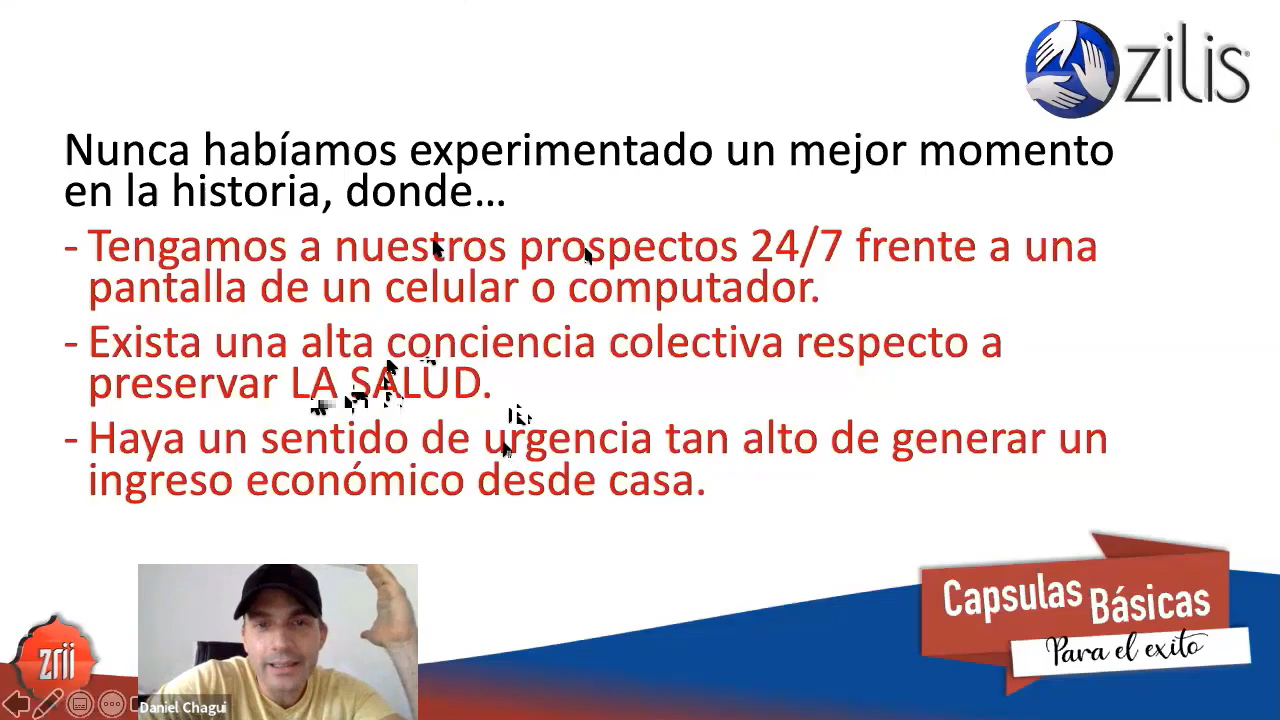 zilis
Nunca habíamos experimentado un mejor momento
en la historia, donde...
- Tengamos a nuestros prospectos 24/7 frente a una
pantalla de un celular o computador.
- Exista una alta conciencia colectiva respecto a
preservar LA SALUD.
- Haya un sentido de urgencia tan alto de generar un
ingreso económico desde casa.
Capsulas Básicas
Para el exito
zrii
Daniel Chagui